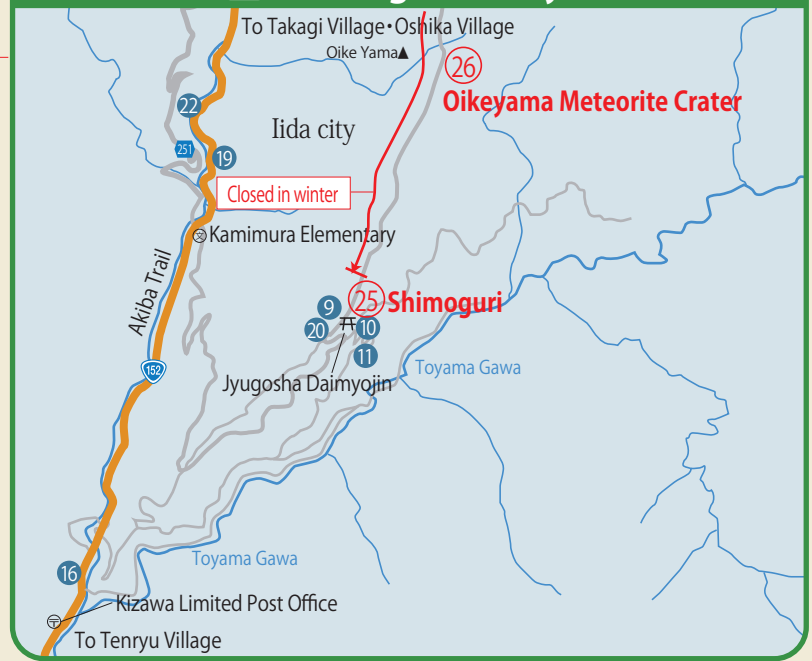 To Takagi Village・Oshika Village
Oike Yama▲
26
Oikeyama Meteorite Crater
22
Iida city
251
19
Closed in winter
文
Kamimura Elementary
Akiba Trail
25 Shimoguri
9
20
10
11
152
Jyugosha Daimyojin
Toyama Gawa
Toyama Gawa
16
Kizawa Limited Post Office
〒
To Tenryu Village